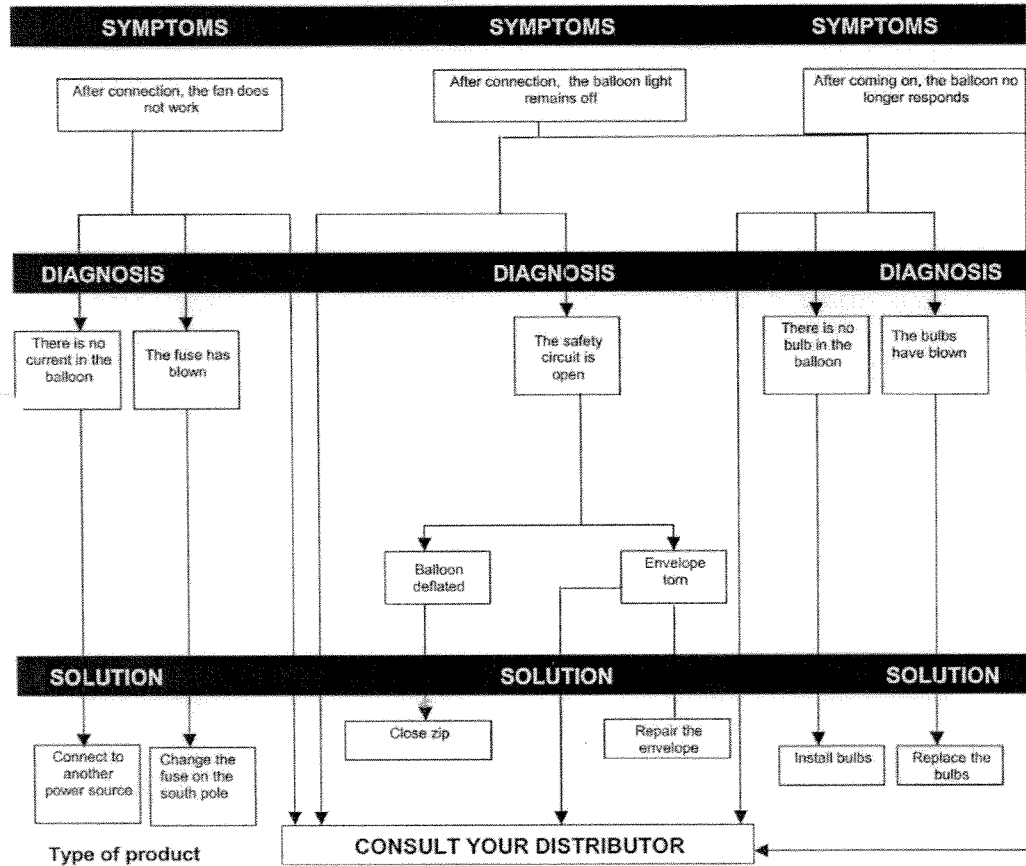 SYMPTOMS SYMPTOMS SYMPTOMS
After connection, the fan does
not work
After connection, the balloon light
remains off
After coming on, the balloon no
longer responds
DIAGNOSIS DIAGNOSIS DIAGNOSIS
There is no
current in the
balloon
The fuse has
blown
The safety
circuit is
open
There is no
bulb in the
balloon
The bulbs
have blown
Balloon
deflated
Envelope
torn
SOLUTION SOLUTION SOLUTION
Connect to
another
power source.
Change the
fuse on the
south pole
Close zip
Repair the
envelope
Install bulbs
Replace the
bulbs
CONSULT YOUR DISTRIBUTOR
Type of product